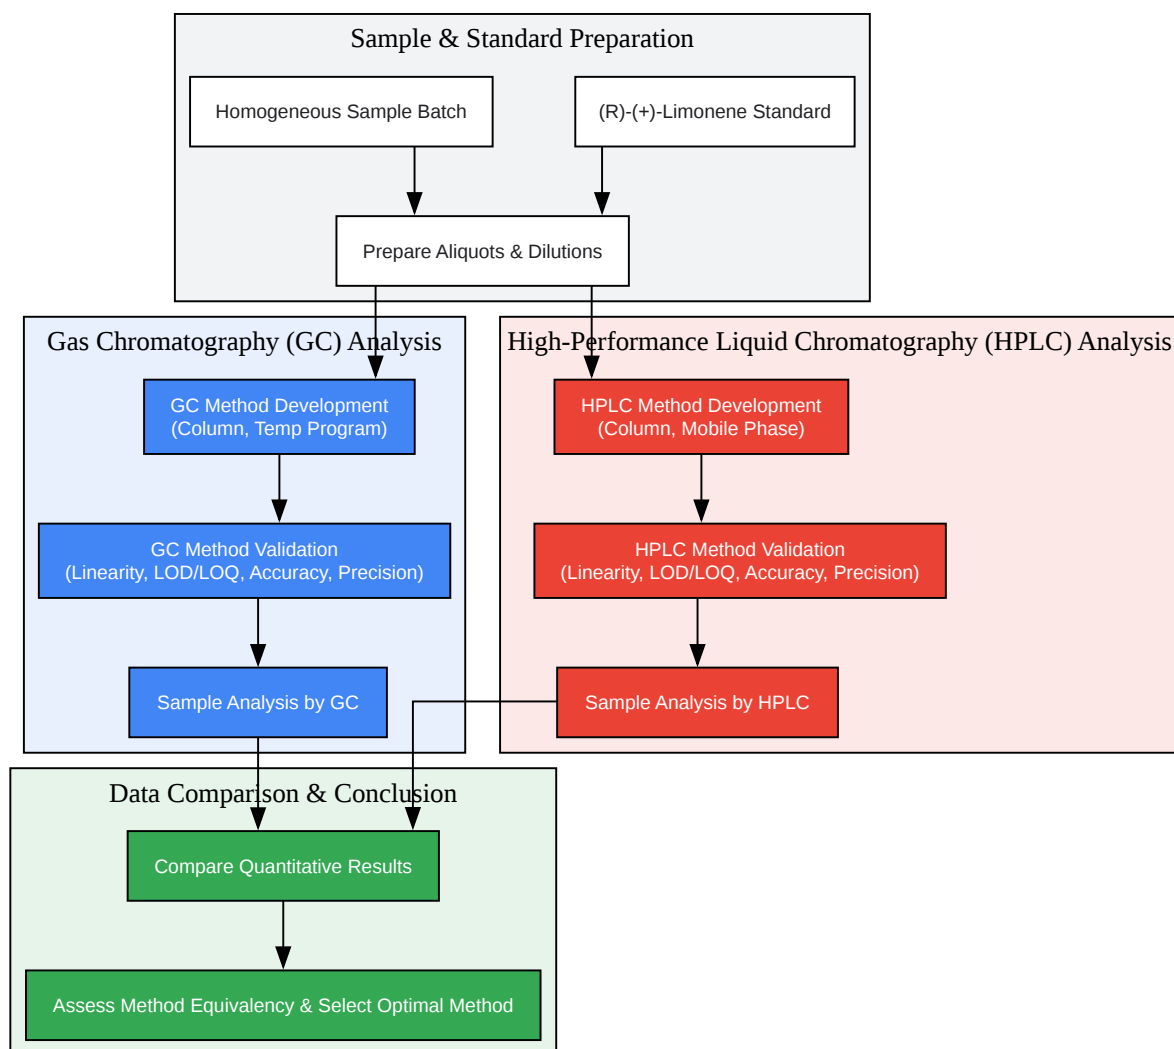 Sample & Standard Preparation
Homogeneous Sample Batch
(R)-(+)-Limonene Standard
Prepare Aliquots & Dilutions
Gas Chromatography (GC) Analysis
GC Method Development
(Column, Temp Program)
GC Method Validation
(Linearity, LOD/LOQ, Accuracy, Precision)
Sample Analysis by GC
High-Performance Liquid Chromatography (HPLC) Analysis
HPLC Method Development
(Column, Mobile Phase)
HPLC Method Validation
(Linearity, LOD/LOQ, Accuracy, Precision)
Sample Analysis by HPLC
Data Comparison & Conclusion
Compare Quantitative Results
Assess Method Equivalency & Select Optimal Method